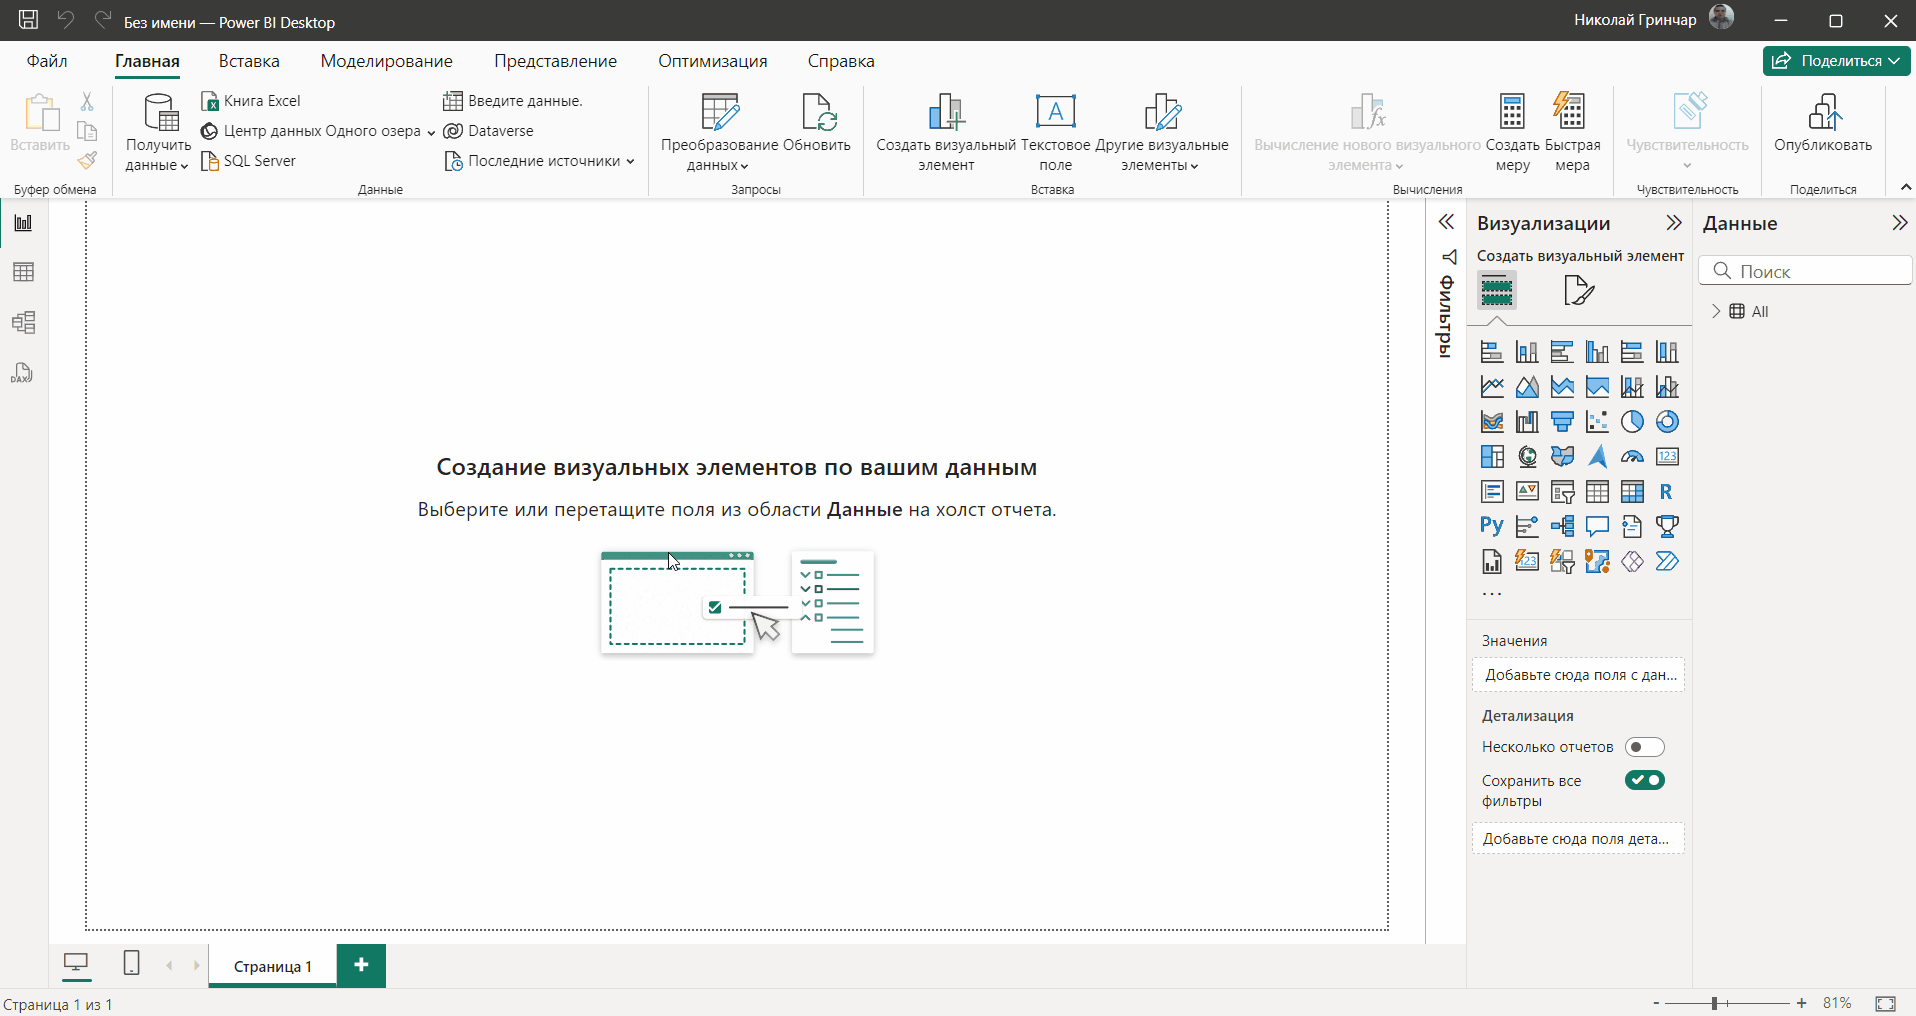 Без имени — Power BI Desktop
Николай Гринчар
Файл
Главная
Вставка
Моделирование
Представление
Оптимизация
Справка
Поделиться
Вставить
Буфер обмена
Получить
данные
Книга Excel
Центр данных Одного озера
SQL Server
Введите данные.
Dataverse
Последние источники
Данные
Преобразование
данных
Обновить
Запросы
Создать визуальный
элемент
Текстовое
поле
A
Другие визуальные
элементы
Вставка
Вычисление нового визуального
элемента
fx
Создать
меру
Быстрая
мера
Вычисления
Чувствительность
Чувствительность
Опубликовать
Поделиться
DAX
Создание визуальных элементов по вашим данным
Выберите или перетащите поля из области Данные на холст отчета.
Фильтры
Визуализации
Создать визуальный элемент
123
R
Py
123
...
Значения
Добавьте сюда поля с дан...
Детализация
Несколько отчетов
Сохранить все
фильтры
Добавьте сюда поля дета...
Данные
Поиск
All
Страница 1
+
Страница 1 из 1
-
+
81%